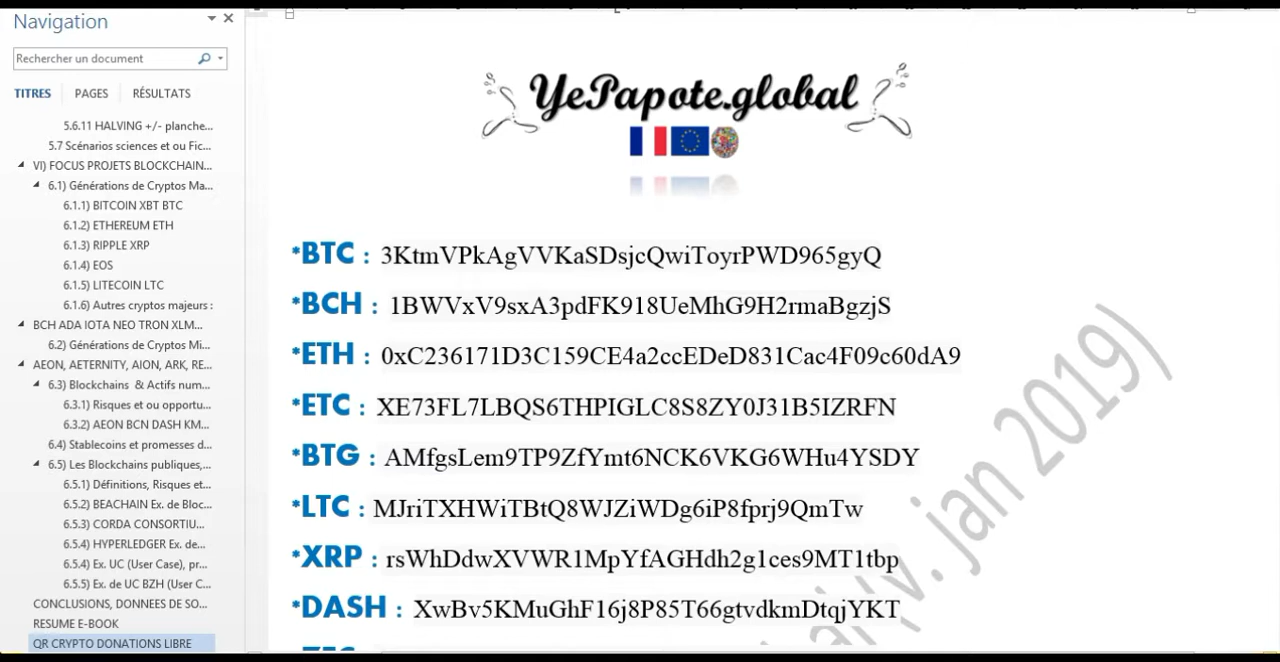 Navigation
Rechercher un document
TITRES PAGES RÉSULTATS
5.6.11 HALVING +/- planche...
5.7 Scénarios sciences et ou Fic...
VI) FOCUS PROJETS BLOCKCHAIN...
6.1) Générations de Cryptos Ma...
6.1.1) BITCOIN XBT BTC
6.1.2) ETHEREUM ETH
6.1.3) RIPPLE XRP
6.1.4) EOS
6.1.5) LITECOIN LTC
6.1.6) Autres cryptos majeurs :
BCH ADA IOTA NEO TRON XLM...
6.2) Générations de Cryptos Mi...
AEON, AETERNITY, AION, ARK, RE...
6.3) Blockchains & Actifs num...
6.3.1) Risques et ou opportu...
6.3.2) AEON BCN DASH KM...
6.4) Stablecoins et promesses d...
6.5) Les Blockchains publiques,...
6.5.1) Définitions, Risques et...
6.5.2) BEACHAIN Ex. de Bloc...
6.5.3) CORDA CONSORTIU...
6.5.4) HYPERLEDGER Ex. de...
6.5.4) Ex. UC (User Case), pr...
6.5.5) Ex. de UC BZH (User C...
CONCLUSIONS, DONNEES DE SO...
RESUME E-BOOK
QR CRYPTO DONATIONS LIBRE
YePapote.global
*BTC : 3KtmVPkAgVVKaSDsjcQwiToyrPWD965gyQ
*BCH : 1BWVxV9sxA3pdFK918UeMhG9H2rmaBgzjS
*ETH : 0xC236171D3C159CE4a2ccEDeD831Cac4F09c60dA9
*ETC : XE73FL7LBQS6THPIGLC8S8ZY0J31B5IZRFN
*BTG : AMfgsLem9TP9ZfYmt6NCK6VKG6WHu4YSDY
*LTC : MJriTXHWiTBtQ8WJZiWDg6iP8fprj9QmTw
*XRP : rsWhDdwXVWR1MpYfAGHdh2g1ces9MT1tbp
*DASH : XwBv5KMuGhF16j8P85T66gtvdkmDtqjYKT
(v. jan 2019)